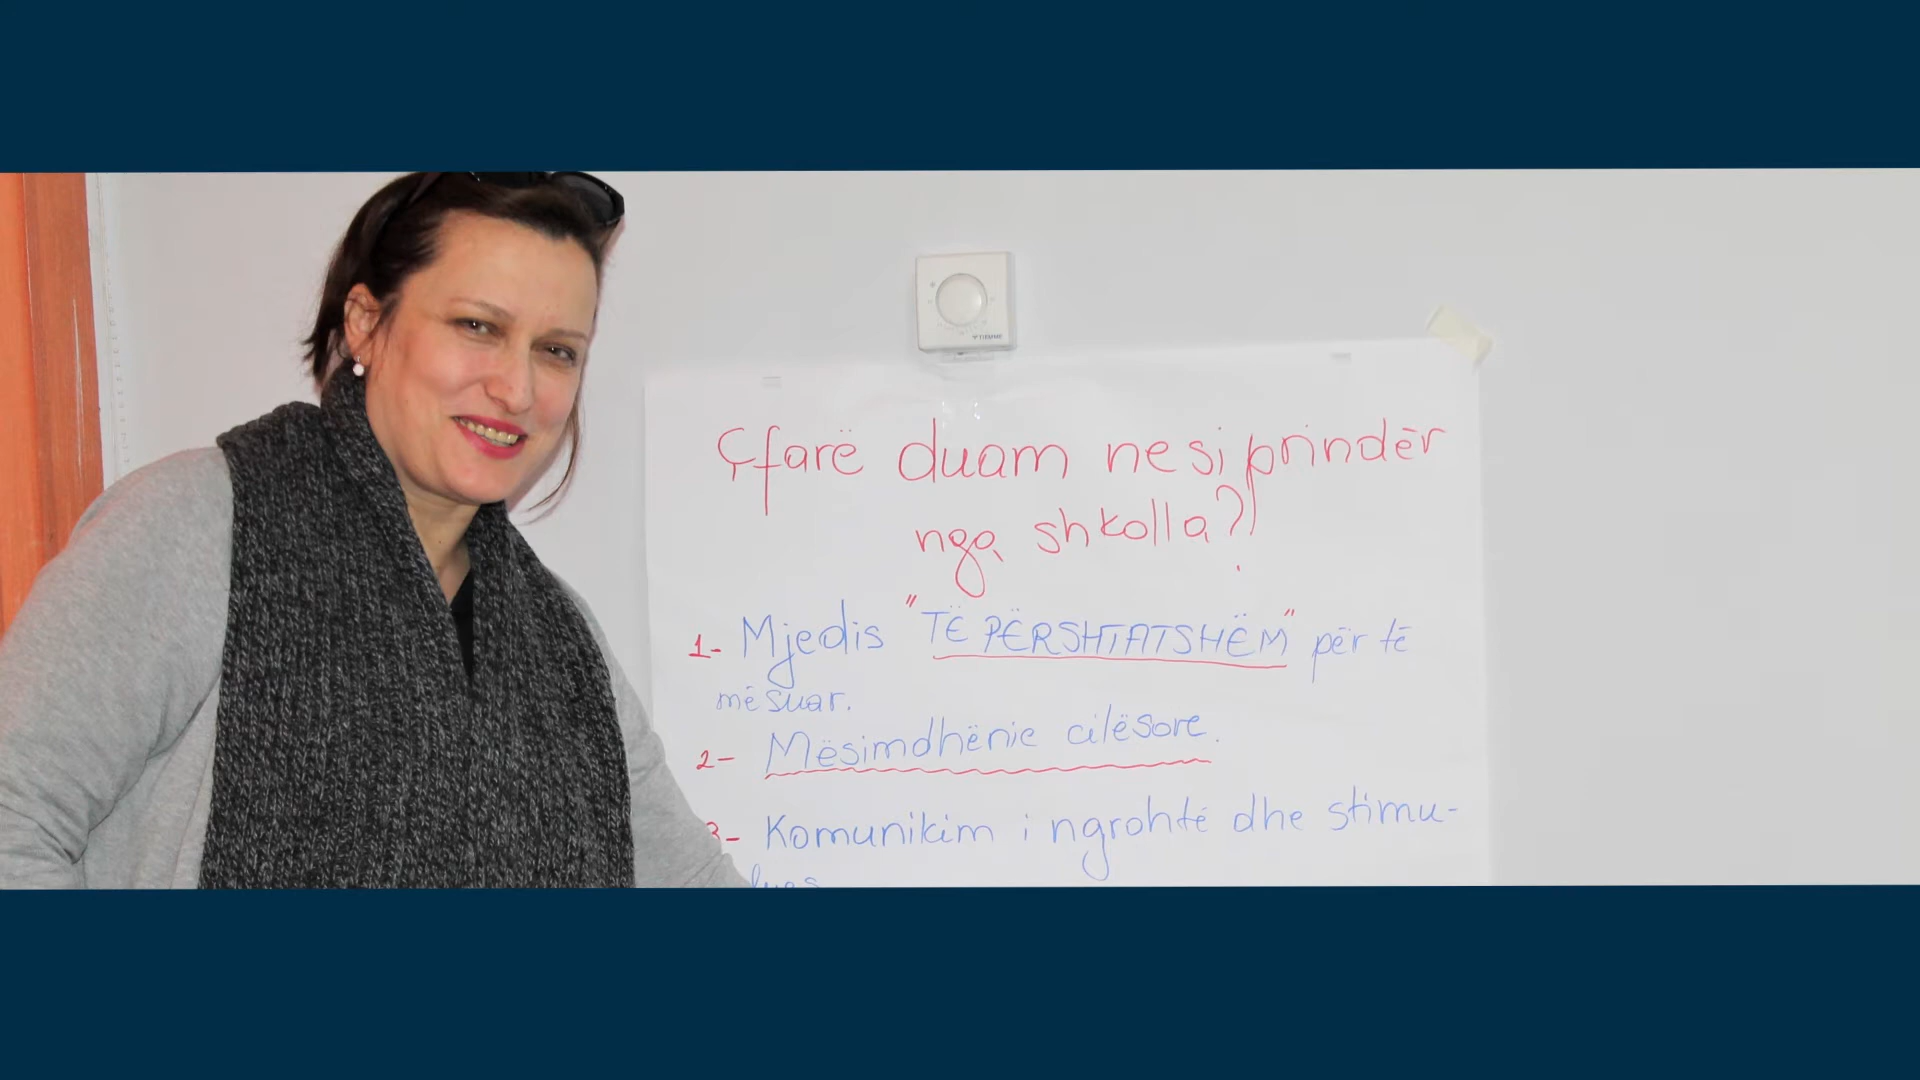 TIEMME
Çfarë duam ne si prindër
nga shkolla?!
1- Mjedis "TË PËRSHTATSHËM" për të
mësuar.
2- Mësimdhënie cilësore.
3- Komunikim i ngrohtë dhe stimu-